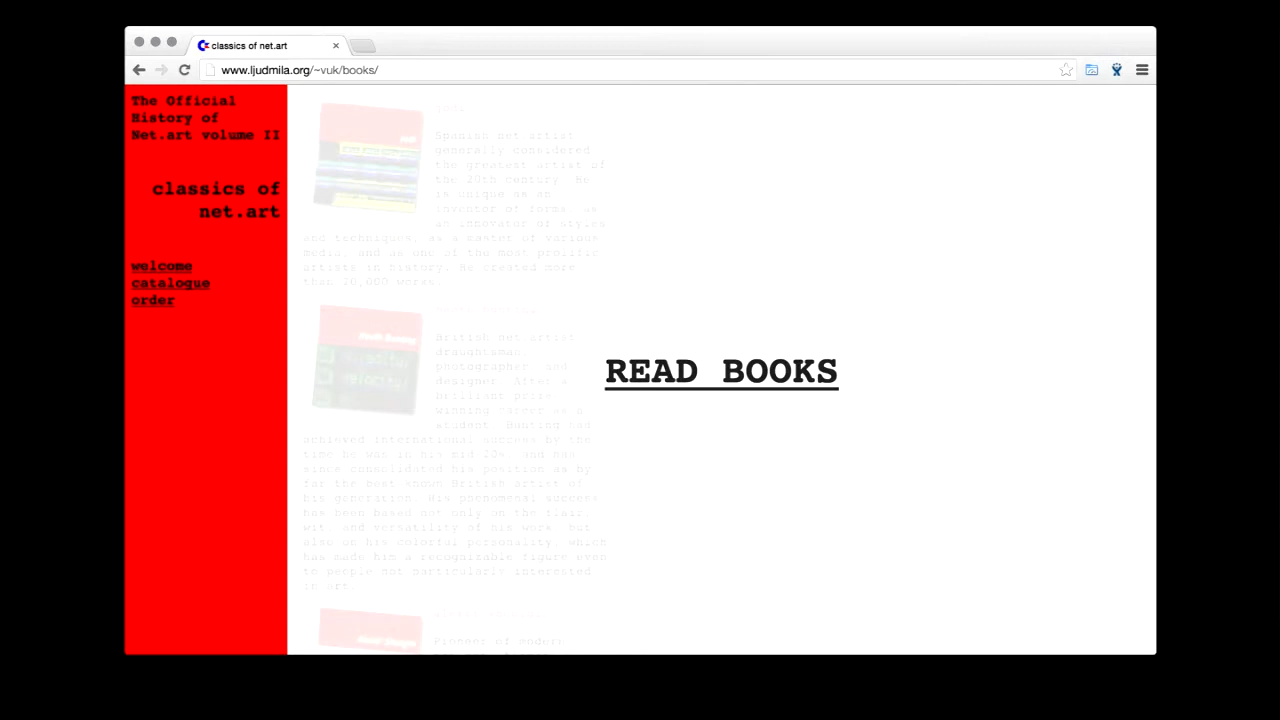 classics of net.art
www.ljudmila.org/~vuk/books/
The Official
History of
Net.art volume II
classics of
net.art
welcome
catalogue
order
Spanish net artist
generally considered
the greatest artist of
the 20th century. He
is unique as an
inventor of forms, as
an innovator of styles
and techniques, as a master of various
media, and as one of the most prolific
artists in history. He created more
than 20,000 works.
British net artist
draughtsman
photographer and
designer. After a
brilliant prize
winning career as a
student, Bunting had
achieved international success by the
time he was in his mid 20s, and has
since consolidated his position as by
far the best known British artist of
his generation. His phenomenal success
has been based not only on the flair,
wit, and versatility of his work, but
also on his colorful personality, which
has made him a recognizable figure even
to people not particularly interested
in art.
Pioneer of modern
READ BOOKS